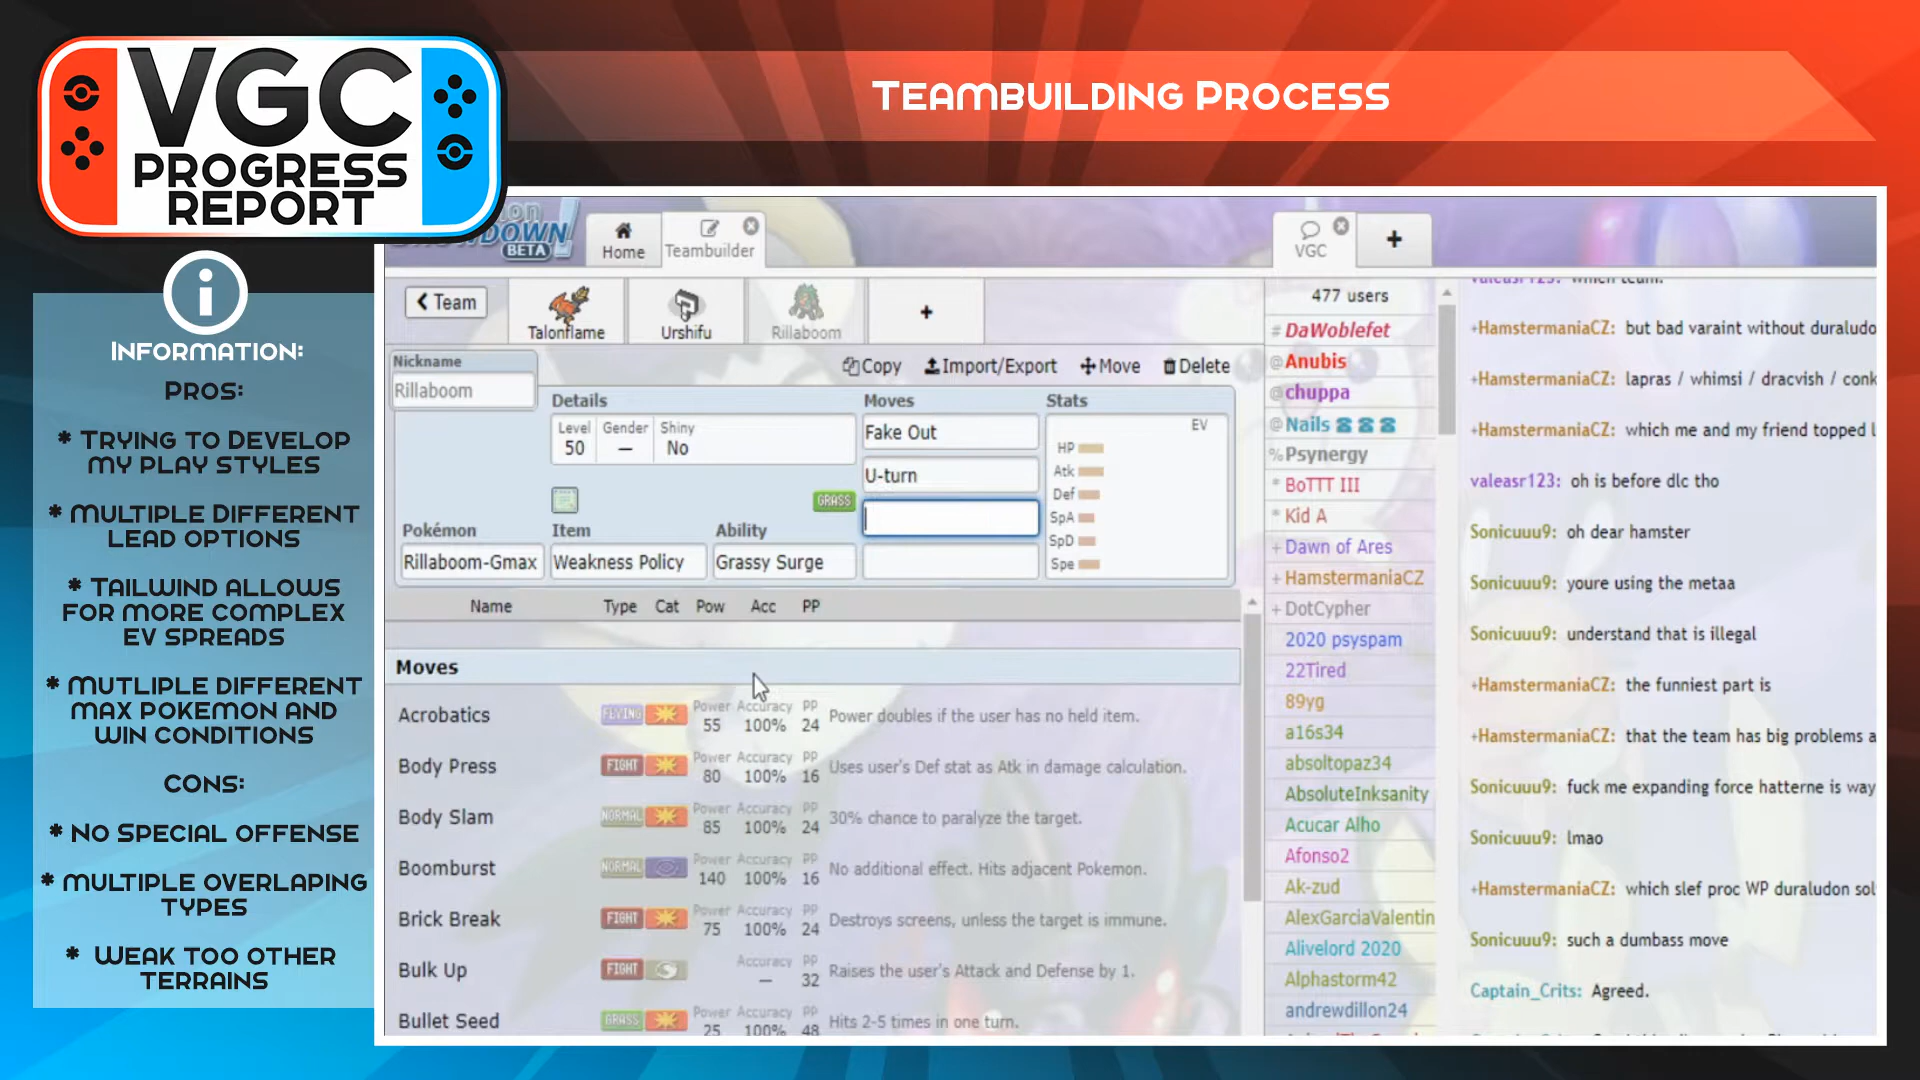 VGC
PROGRESS
REPORT
TEAMBUILDING PROCESS
INFORMATION:
PROS:
* TRYING TO DEVELOP
MY PLAY STYLES
* MULTIPLE DIFFERENT
LEAD OPTIONS
* TAILWIND ALLOWS
FOR MORE COMPLEX
EV SPREADS
* MUTLIPLE DIFFERENT
MAX POKEMON AND
WIN CONDITIONS
CONS:
* NO SPECIAL OFFENSE
* MULTIPLE OVERLAPING
TYPES
* WEAK TOO OTHER
TERRAINS
BETA
Home
Teambuilder
VGC
+
Team
Talonflame
Urshifu
Rillaboom
+
Nickname
Rillaboom
Copy Import/Export Move Delete
Details
Level Gender Shiny
50 — No
GRASS
Pokémon Item Ability
Rillaboom-Gmax Weakness Policy Grassy Surge
Moves
Fake Out
U-turn
Stats
EV
HP
Atk
Def
SpA
SpD
Spe
Name Type Cat Pow Acc PP
Moves
Acrobatics FLYING Power 55 Accuracy 100% PP 24 Power doubles if the user has no held item.
Body Press FIGHT Power 80 Accuracy 100% PP 16 Uses user's Def stat as Atk in damage calculation.
Body Slam NORMAL Power 85 Accuracy 100% PP 24 30% chance to paralyze the target.
Boomburst NORMAL Power 140 Accuracy 100% PP 16 No additional effect. Hits adjacent Pokemon.
Brick Break FIGHT Power 75 Accuracy 100% PP 24 Destroys screens, unless the target is immune.
Bulk Up FIGHT Accuracy — PP 32 Raises the user's Attack and Defense by 1.
Bullet Seed GRASS Power 25 Accuracy 100% PP 48 Hits 2-5 times in one turn.
477 users
# DaWoblefet
@ Anubis
@ chuppa
@ Nails ☎☎☎
% Psynergy
* BoTTT III
* Kid A
+ Dawn of Ares
+ HamstermaniaCZ
+ DotCypher
2020 psyspam
22Tired
89yg
a16s34
absoltopaz34
AbsoluteInksanity
Acucar Alho
Afonso2
Ak-zud
AlexGarciaValentin
Alivelord 2020
Alphastorm42
andrewdillon24
valeasr123: which team.
+HamstermaniaCZ: but bad varaint without duraludo
+HamstermaniaCZ: lapras / whimsi / dracvish / conk
+HamstermaniaCZ: which me and my friend topped l
valeasr123: oh is before dlc tho
Sonicuuu9: oh dear hamster
Sonicuuu9: youre using the metaa
Sonicuuu9: understand that is illegal
+HamstermaniaCZ: the funniest part is
+HamstermaniaCZ: that the team has big problems a
Sonicuuu9: fuck me expanding force hatterne is way
Sonicuuu9: lmao
+HamstermaniaCZ: which slef proc WP duraludon sol
Sonicuuu9: such a dumbass move
Captain_Crits: Agreed.